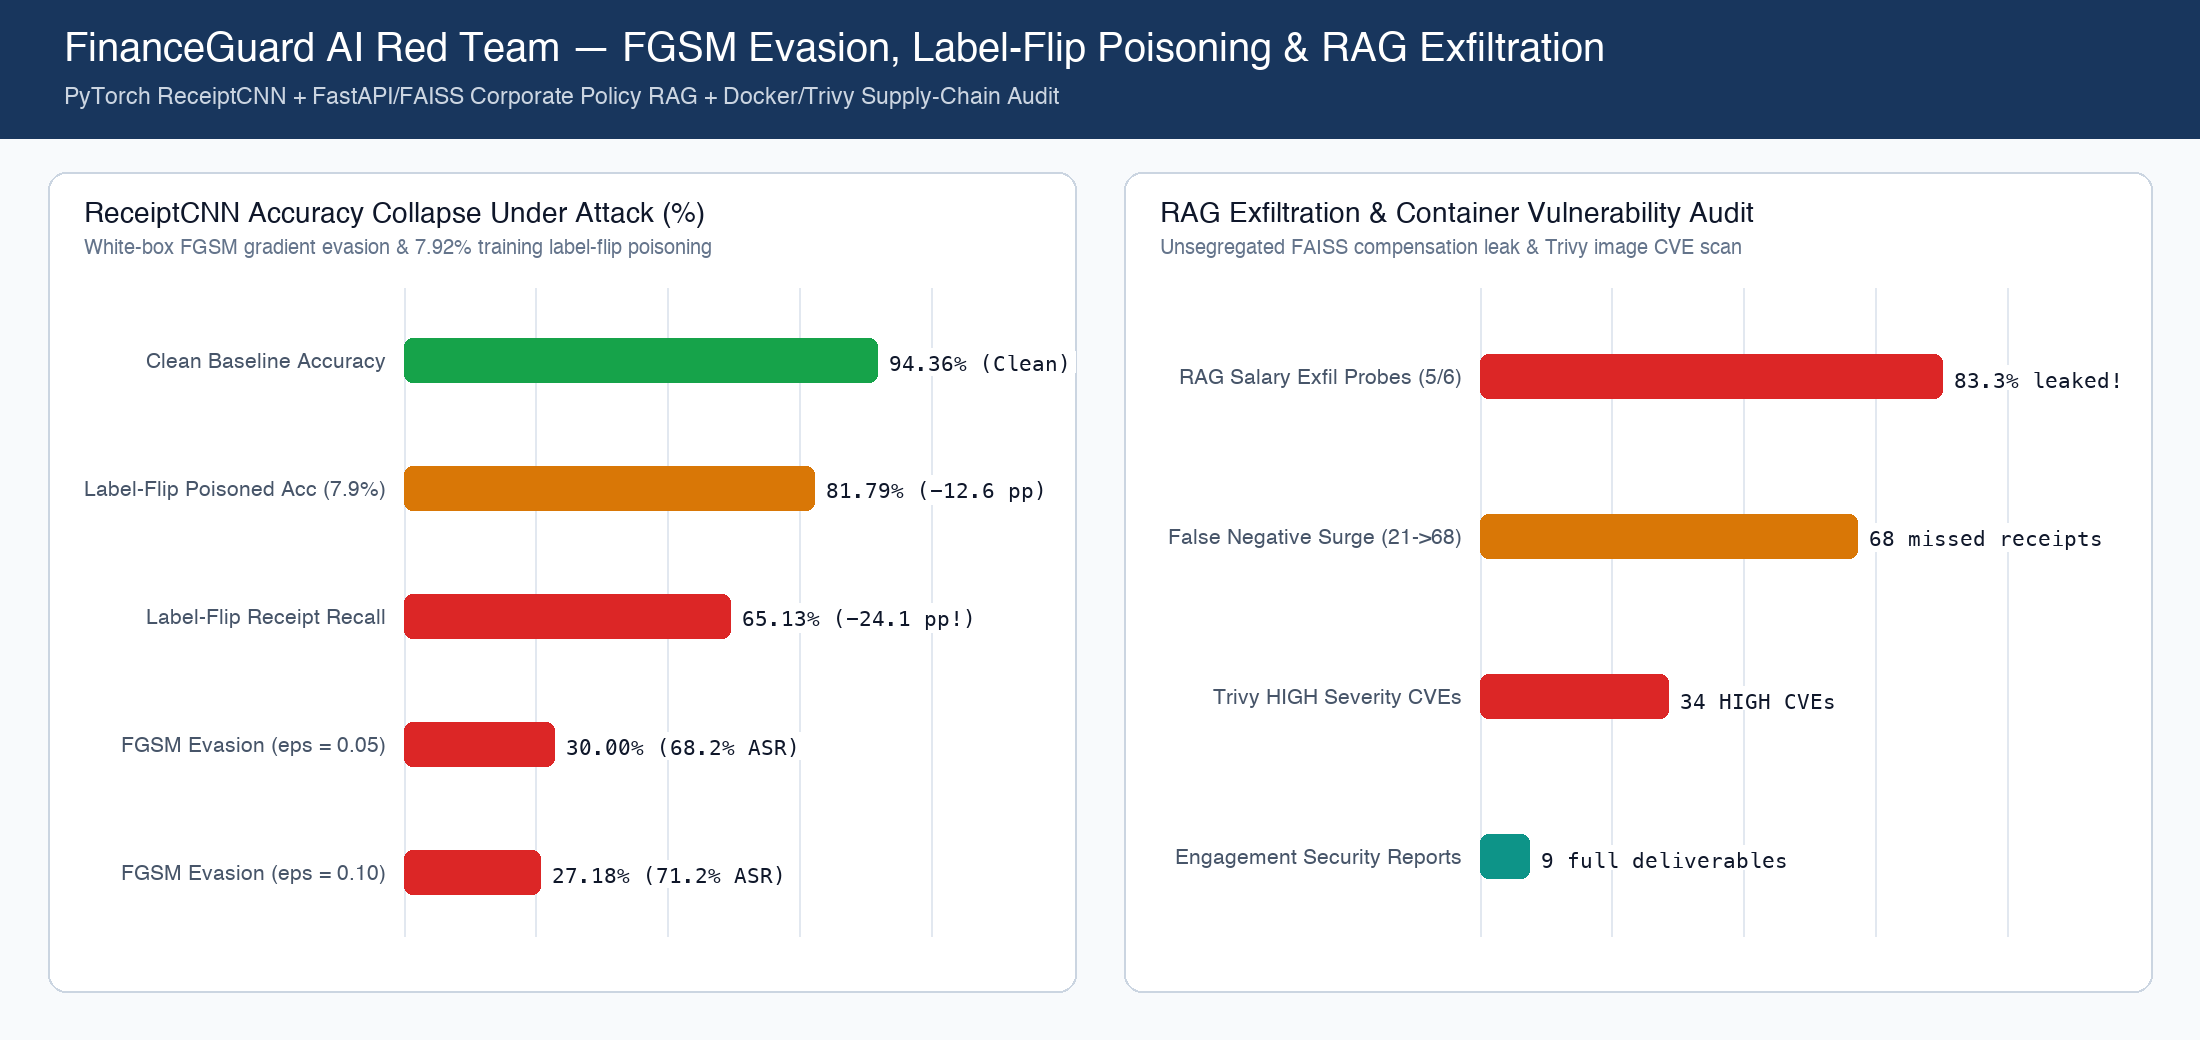 FinanceGuard AI Red Team — FGSM Evasion, Label-Flip Poisoning & RAG Exfiltration
PyTorch ReceiptCNN + FastAPI/FAISS Corporate Policy RAG + Docker/Trivy Supply-Chain Audit
ReceiptCNN Accuracy Collapse Under Attack (%)
White-box FGSM gradient evasion & 7.92% training label-flip poisoning
Clean Baseline Accuracy 94.36% (Clean)
Label-Flip Poisoned Acc (7.9%) 81.79% (−12.6 pp)
Label-Flip Receipt Recall 65.13% (−24.1 pp!)
FGSM Evasion (eps = 0.05) 30.00% (68.2% ASR)
FGSM Evasion (eps = 0.10) 27.18% (71.2% ASR)
RAG Exfiltration & Container Vulnerability Audit
Unsegregated FAISS compensation leak & Trivy image CVE scan
RAG Salary Exfil Probes (5/6) 83.3% leaked!
False Negative Surge (21->68) 68 missed receipts
Trivy HIGH Severity CVEs 34 HIGH CVEs
Engagement Security Reports 9 full deliverables